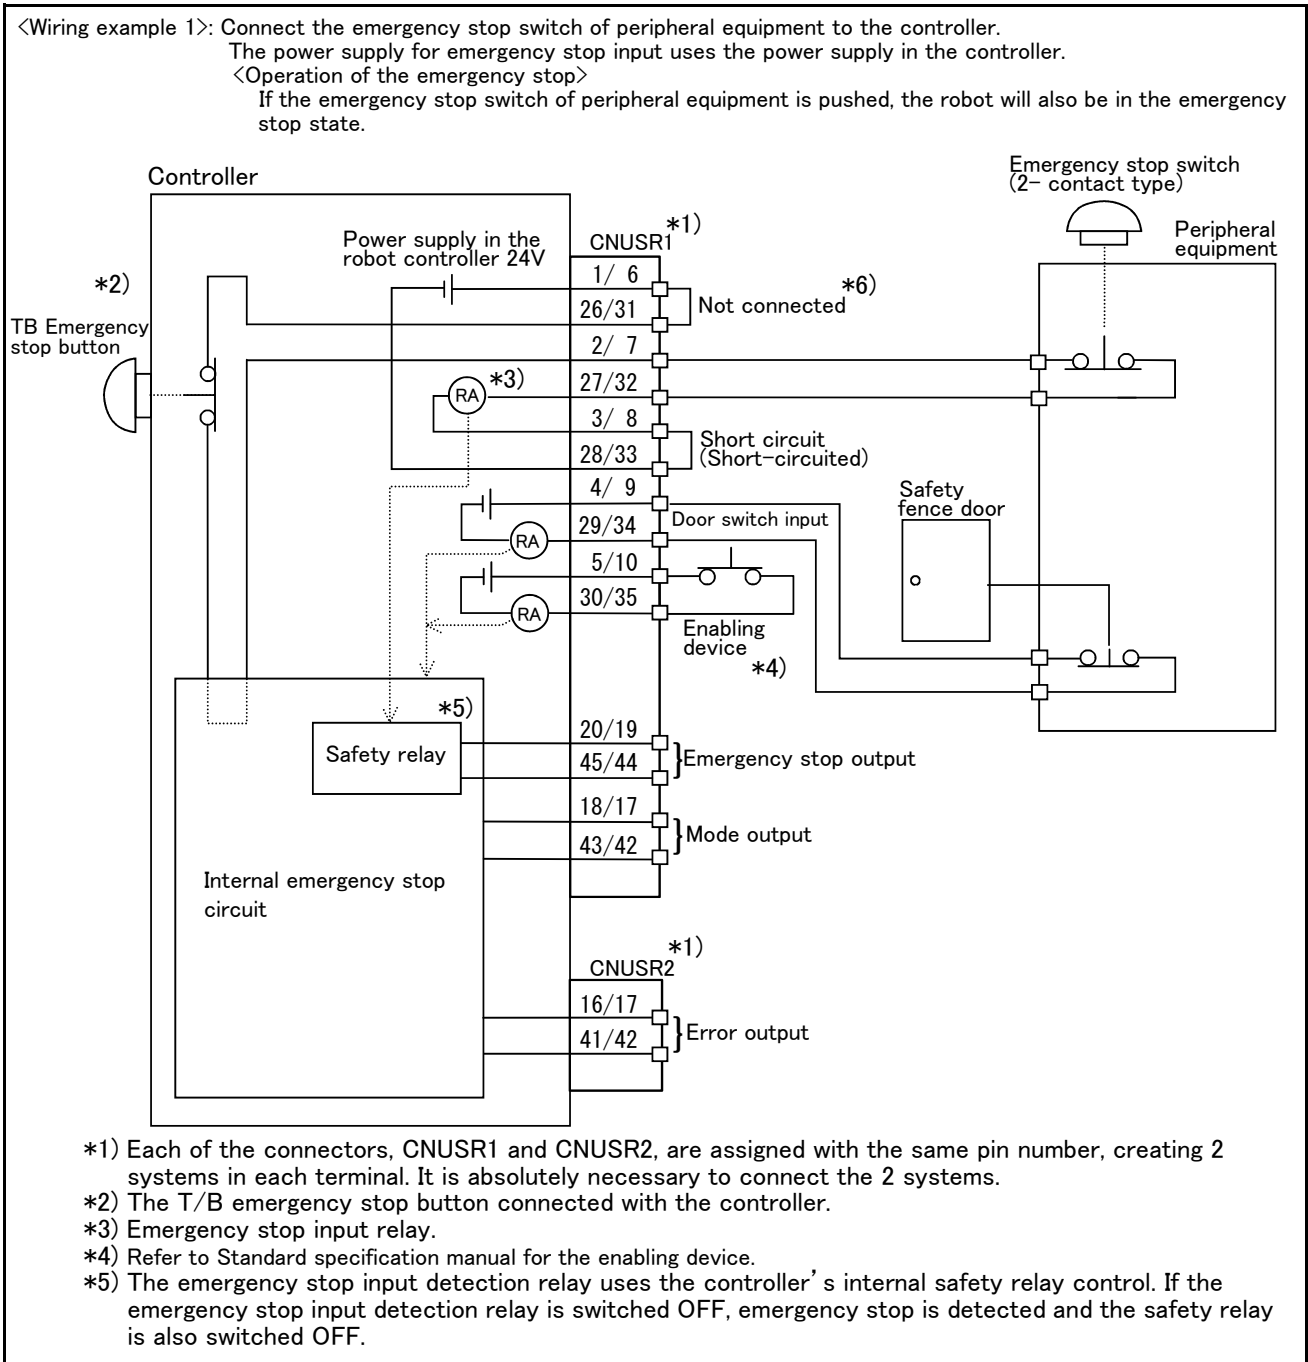 <Wiring example 1>: Connect the emergency stop switch of peripheral equipment to the controller.
The power supply for emergency stop input uses the power supply in the controller.
<Operation of the emergency stop>
If the emergency stop switch of peripheral equipment is pushed, the robot will also be in the emergency
stop state.
Emergency stop switch
(2- contact type)
Controller
*1)
Peripheral
equipment
Power supply in the
robot controller 24V
CNUSR1
1/ 6
*2)
*6)
Not connected
26/31
TB Emergency
stop button
2/ 7
*3)
RA
27/32
3/ 8
Short circuit
(Short-circuited)
28/33
4/ 9
Safety
fence door
Door switch input
29/34
RA
5/10
30/35
RA
Enabling
device
*4)
*5)
20/19
Safety relay
Emergency stop output
45/44
18/17
Mode output
43/42
Internal emergency stop
circuit
*1)
CNUSR2
16/17
Error output
41/42
*1) Each of the connectors, CNUSR1 and CNUSR2, are assigned with the same pin number, creating 2
systems in each terminal. It is absolutely necessary to connect the 2 systems.
*2) The T/B emergency stop button connected with the controller.
*3) Emergency stop input relay.
*4) Refer to Standard specification manual for the enabling device.
*5) The emergency stop input detection relay uses the controller's internal safety relay control. If the
emergency stop input detection relay is switched OFF, emergency stop is detected and the safety relay
is also switched OFF.